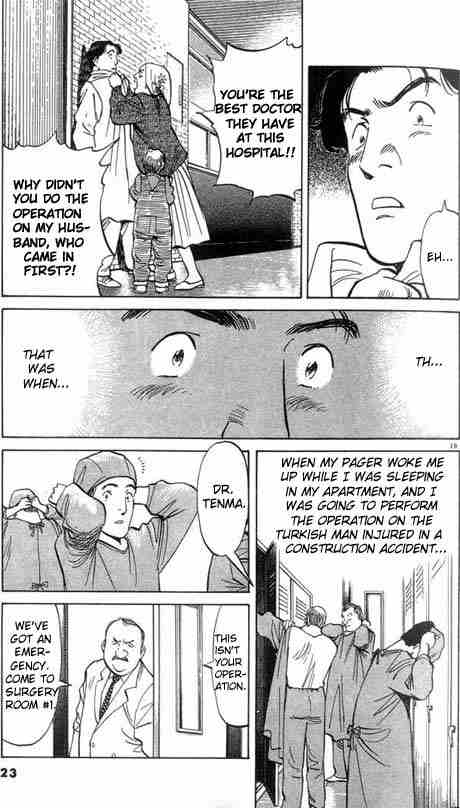 EH...
YOU'RE THE
BEST DOCTOR
THEY HAVE
AT THIS
HOSPITAL!!
WHY DIDN'T
YOU DO THE
OPERATION
ON MY HUS-
BAND, WHO
CAME IN
FIRST?!
TH...
THAT
WAS
WHEN...
WHEN MY PAGER WOKE ME
UP WHILE I WAS SLEEPING
IN MY APARTMENT, AND I
WAS GOING TO PERFORM
THE OPERATION ON THE
TURKISH MAN INJURED IN A
CONSTRUCTION ACCIDENT...
DR.
TENMA.
THIS
ISN'T
YOUR
OPER-
ATION.
WE'VE
GOT AN
EMER-
GENCY.
COME TO
SURGERY
ROOM #1.
23